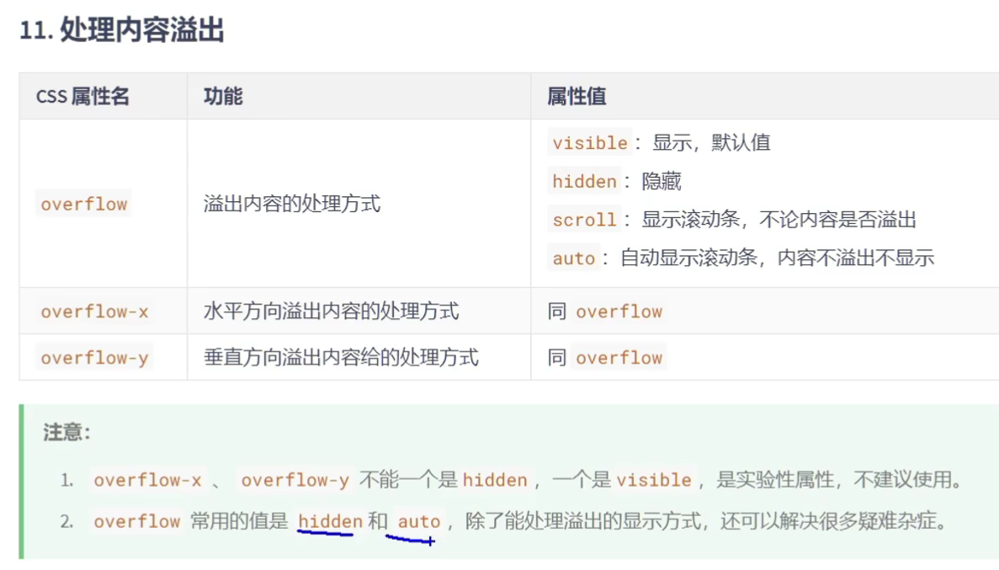 11. 处理内容溢出
CSS 属性名 功能 属性值
overflow 溢出内容的处理方式
visible：显示，默认值
hidden：隐藏
scroll：显示滚动条，不论内容是否溢出
auto：自动显示滚动条，内容不溢出不显示
overflow-x 水平方向溢出内容的处理方式 同 overflow
overflow-y 垂直方向溢出内容给的处理方式 同 overflow
注意：
1. overflow-x 、 overflow-y 不能一个是 hidden ，一个是 visible ，是实验性属性，不建议使用。
2. overflow 常用的值是 hidden 和 auto ，除了能处理溢出的显示方式，还可以解决很多疑难杂症。